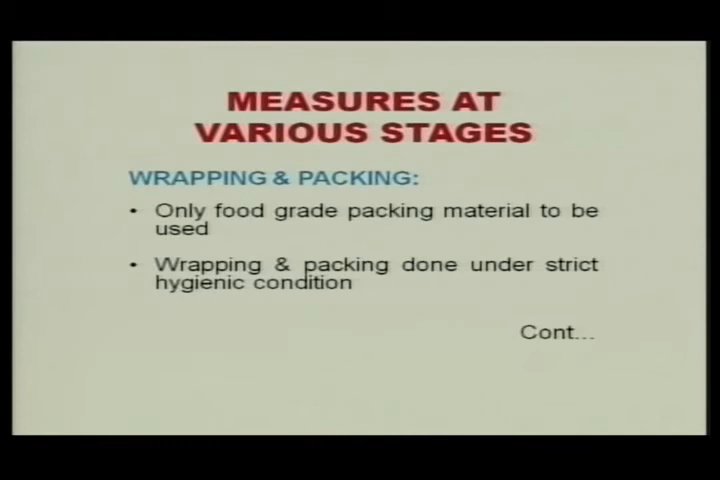 MEASURES AT
VARIOUS STAGES
WRAPPING & PACKING:
• Only food grade packing material to be
used
• Wrapping & packing done under strict
hygienic condition
Cont...